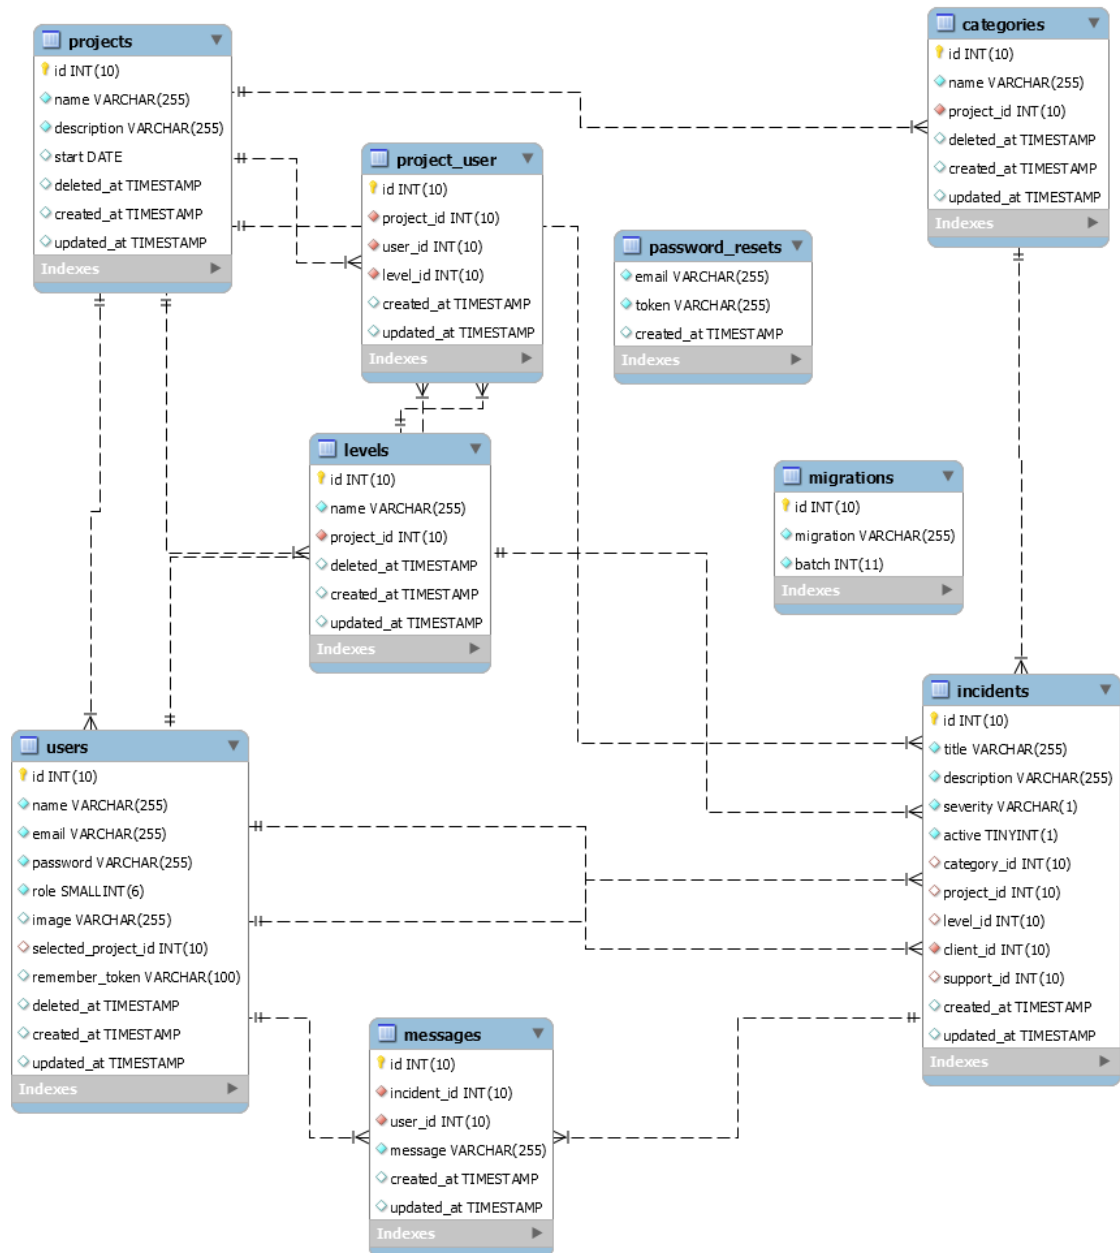 projects
id INT(10)
name VARCHAR(255)
description VARCHAR(255)
start DATE
deleted_at TIMESTAMP
created_at TIMESTAMP
updated_at TIMESTAMP
Indexes
categories
id INT(10)
name VARCHAR(255)
project_id INT(10)
deleted_at TIMESTAMP
created_at TIMESTAMP
updated_at TIMESTAMP
Indexes
project_user
id INT(10)
project_id INT(10)
user_id INT(10)
level_id INT(10)
created_at TIMESTAMP
updated_at TIMESTAMP
Indexes
password_resets
email VARCHAR(255)
token VARCHAR(255)
created_at TIMESTAMP
Indexes
levels
id INT(10)
name VARCHAR(255)
project_id INT(10)
deleted_at TIMESTAMP
created_at TIMESTAMP
updated_at TIMESTAMP
Indexes
migrations
id INT(10)
migration VARCHAR(255)
batch INT(11)
Indexes
incidents
id INT(10)
title VARCHAR(255)
description VARCHAR(255)
severity VARCHAR(1)
active TINYINT(1)
category_id INT(10)
project_id INT(10)
level_id INT(10)
client_id INT(10)
support_id INT(10)
created_at TIMESTAMP
updated_at TIMESTAMP
Indexes
users
id INT(10)
name VARCHAR(255)
email VARCHAR(255)
password VARCHAR(255)
role SMALLINT(6)
image VARCHAR(255)
selected_project_id INT(10)
remember_token VARCHAR(100)
deleted_at TIMESTAMP
created_at TIMESTAMP
updated_at TIMESTAMP
Indexes
messages
id INT(10)
incident_id INT(10)
user_id INT(10)
message VARCHAR(255)
created_at TIMESTAMP
updated_at TIMESTAMP
Indexes